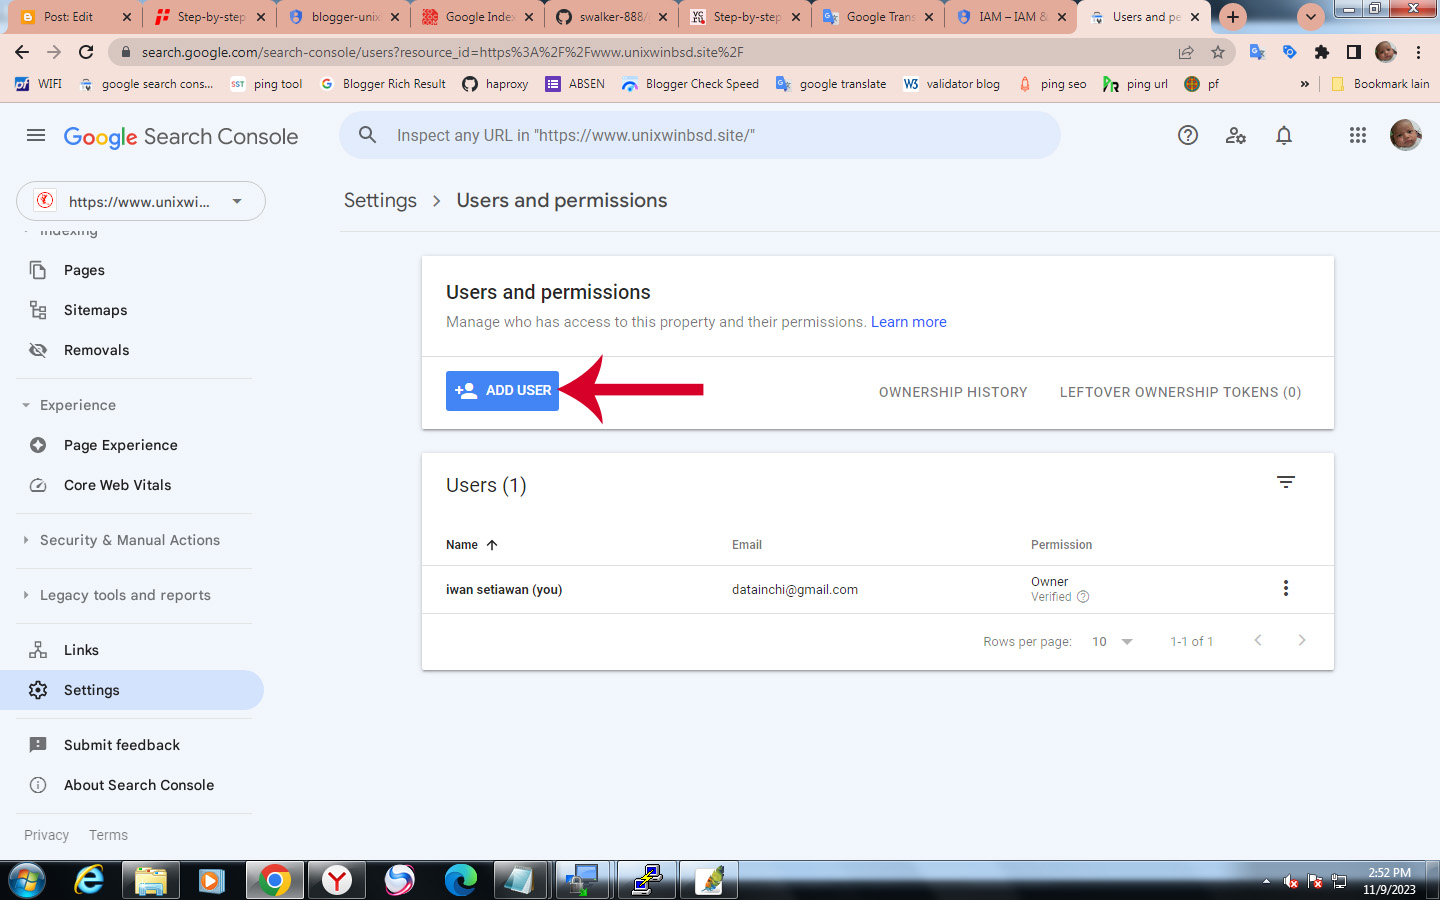 Post: Edit
Step-by-step
blogger-unix
Google Index
swalker-888/
Step-by-step
Google Trans
IAM – IAM &
Users and pe
search.google.com/search-console/users?resource_id=https%3A%2F%2Fwww.unixwinbsd.site%2F
WIFI
google search cons...
SST
ping tool
Blogger Rich Result
haproxy
ABSEN
Blogger Check Speed
google translate
W3
validator blog
ping seo
ping url
pf
»
Bookmark lain
Google Search Console
Inspect any URL in "https://www.unixwinbsd.site/"
https://www.unixwi...
Settings > Users and permissions
Indexing
Pages
Sitemaps
Removals
Experience
Page Experience
Core Web Vitals
Security & Manual Actions
Legacy tools and reports
Links
Settings
Submit feedback
About Search Console
Privacy Terms
Users and permissions
Manage who has access to this property and their permissions. Learn more
ADD USER
OWNERSHIP HISTORY
LEFTOVER OWNERSHIP TOKENS (0)
Users (1)
Name Email Permission
iwan setiawan (you) datainchi@gmail.com Owner
Verified
Rows per page: 10 1-1 of 1
2:52 PM
11/9/2023